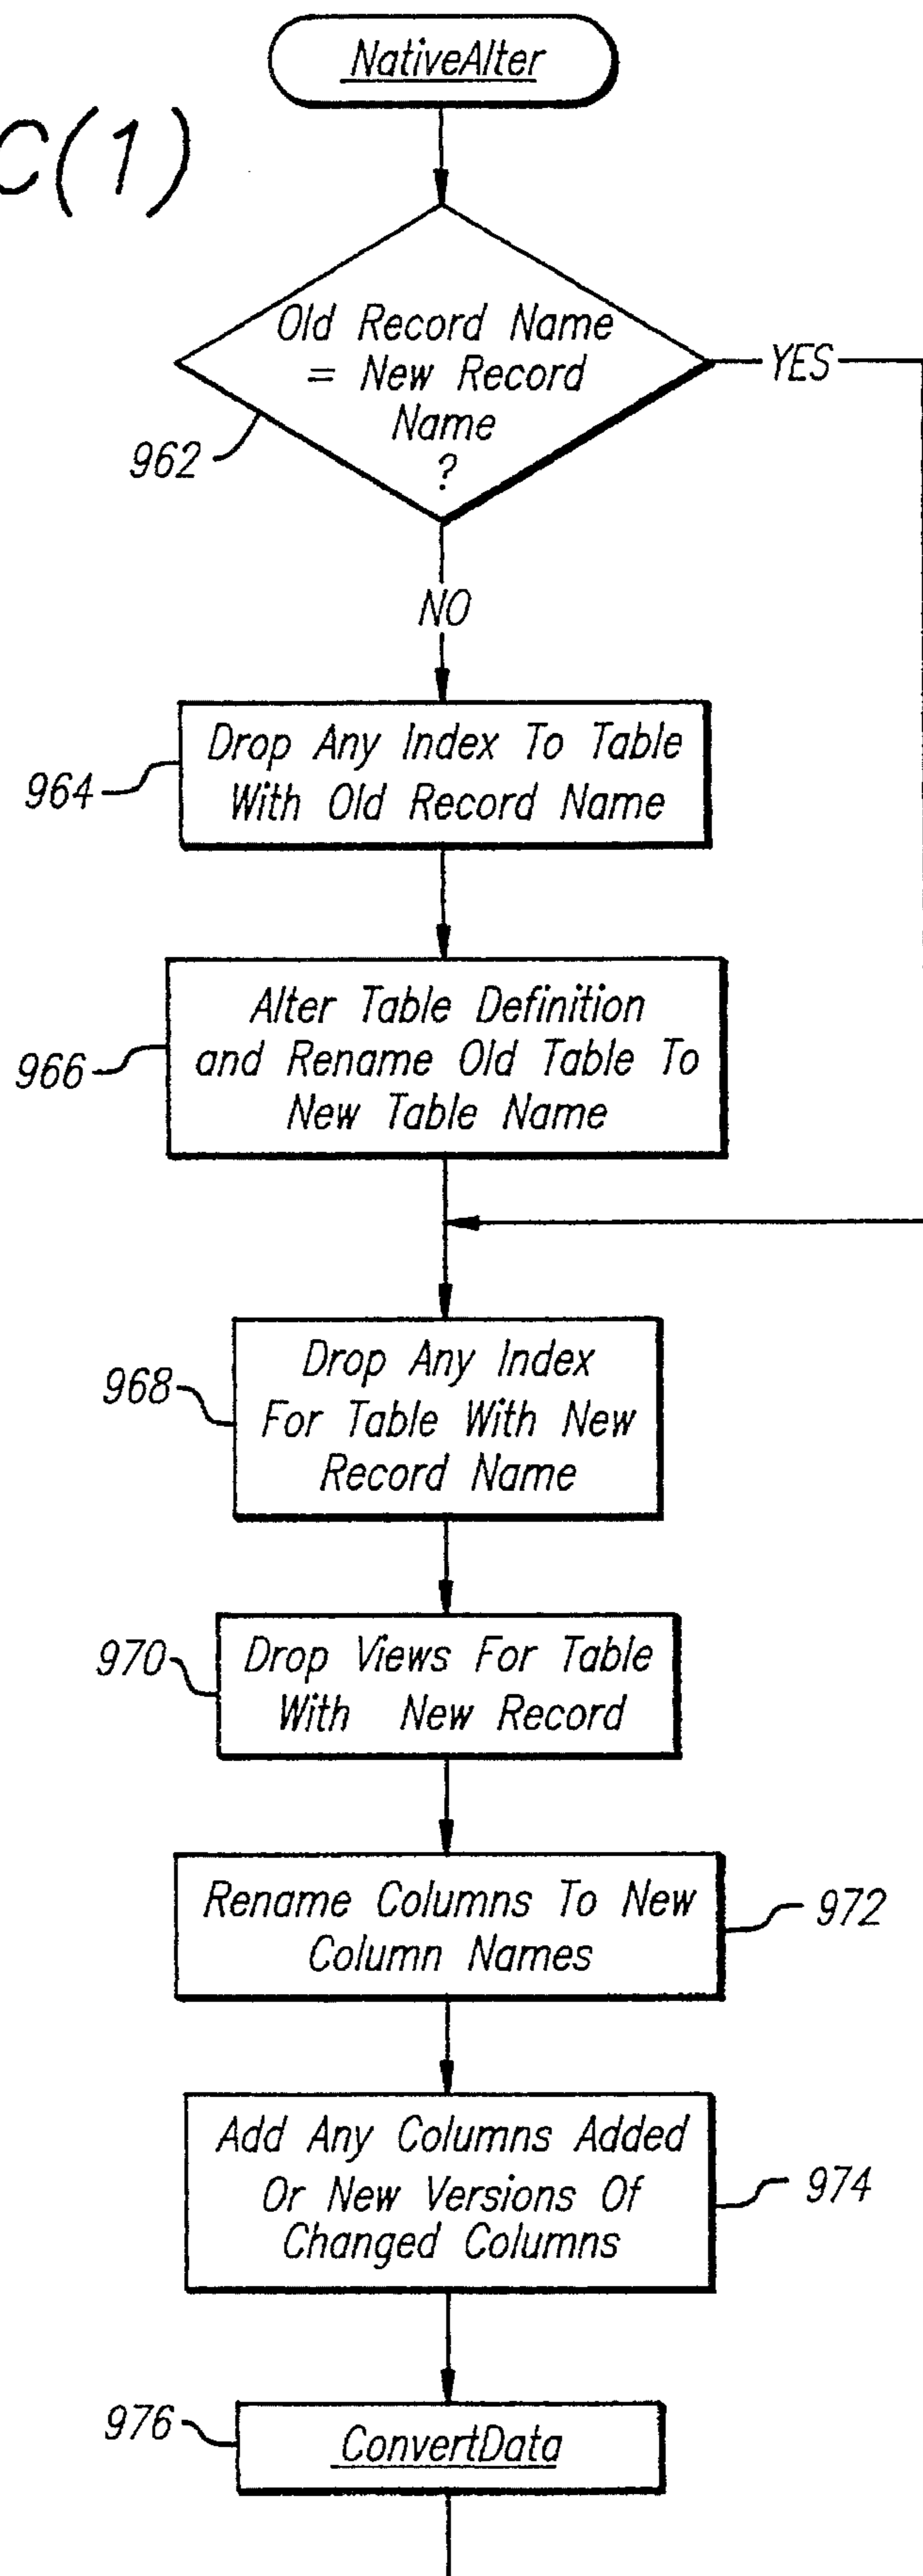 NativeAlter
C(1)
Old Record Name
= New Record
Name
?
YES
962
NO
Drop Any Index To Table
With Old Record Name
964
Alter Table Definition
and Rename Old Table To
New Table Name
966
Drop Any Index
For Table With New
Record Name
968
Drop Views For Table
With New Record
970
Rename Columns To New
Column Names
972
Add Any Columns Added
Or New Versions Of
Changed Columns
974
ConvertData
976